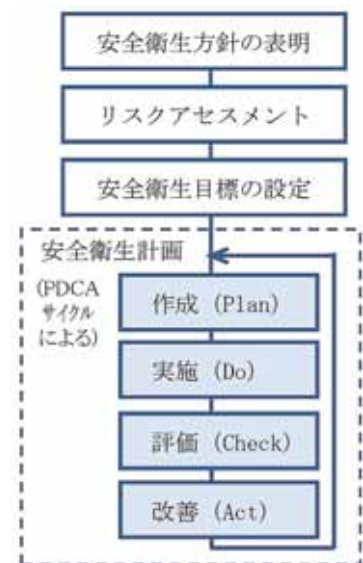 安全衛生方針の表明
リスクアセスメント
安全衛生目標の設定
安全衛生計画
(PDCA
サイクル
による)
作成 (Plan)
実施 (Do)
評価 (Check)
改善 (Act)